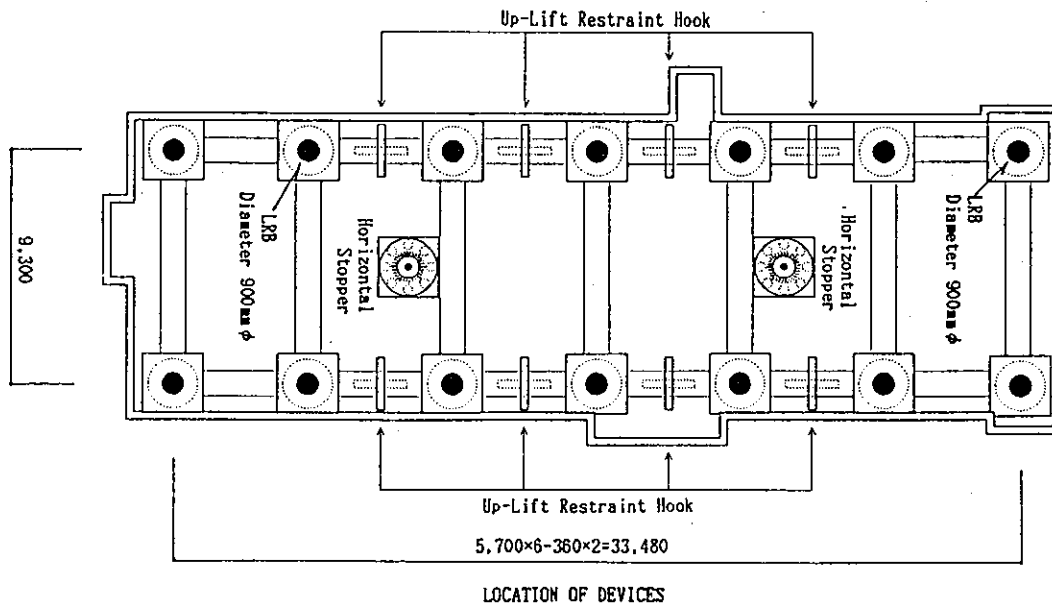 Up-Lift Restraint Hook
LRB
Diameter 900mmφ
Horizontal
Stopper
Horizontal
Stopper
LRB
Diameter 900mmφ
9.300
Up-Lift Restraint Hook
5,700×6-360×2=33,480
LOCATION OF DEVICES